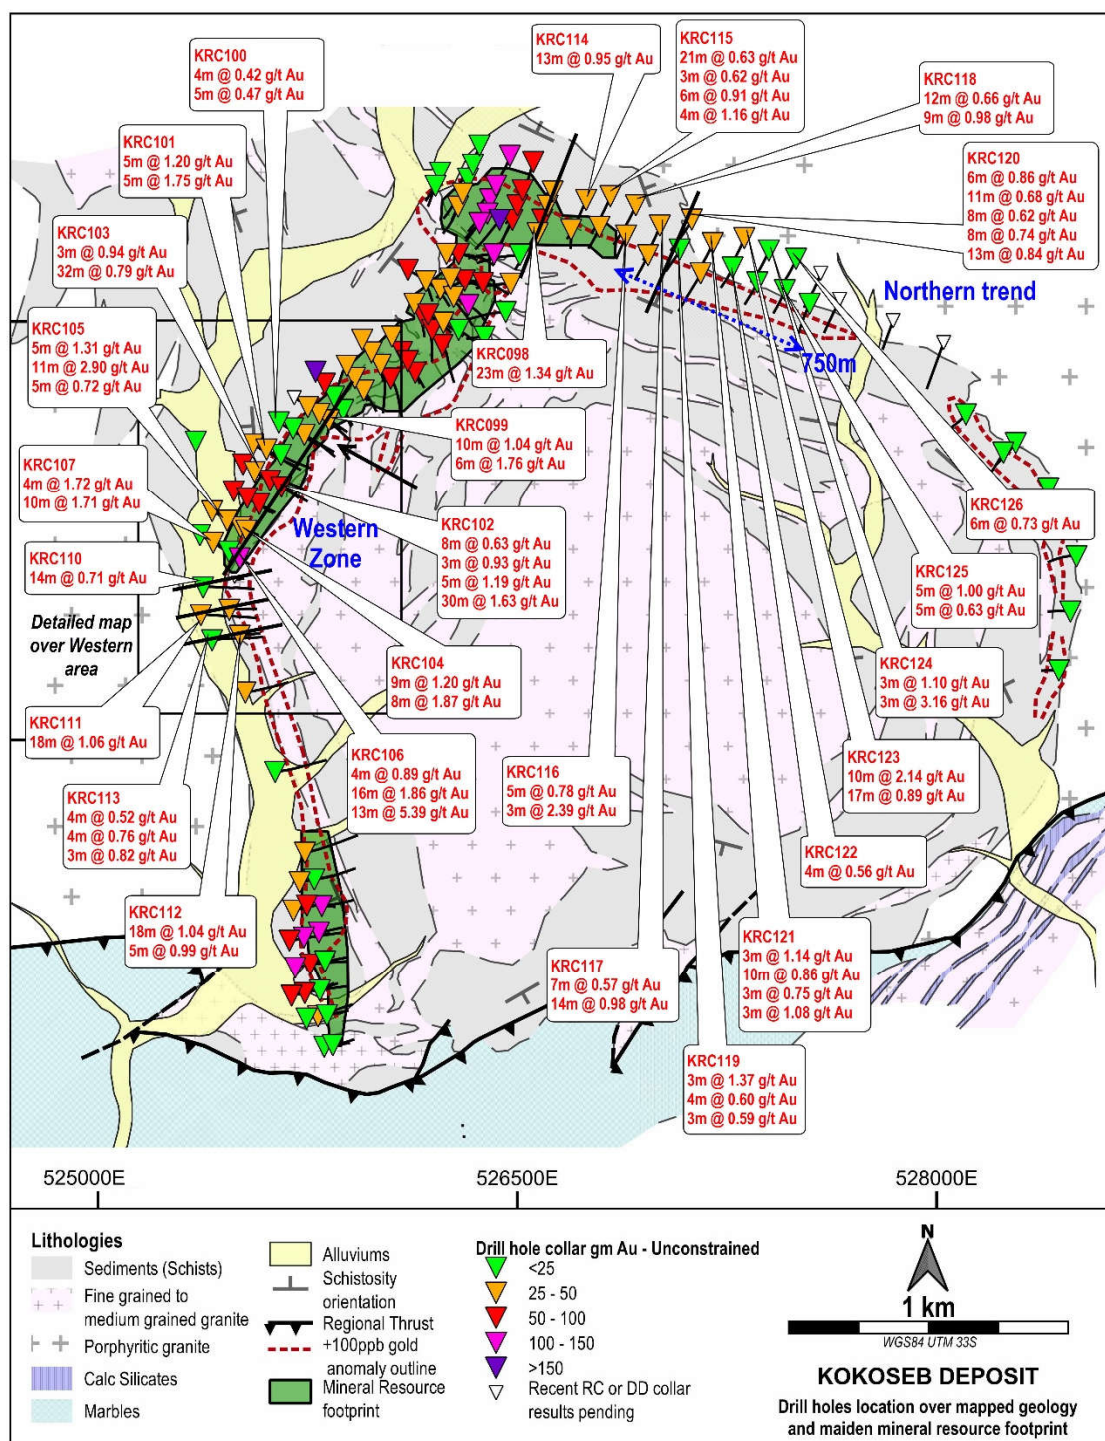 KRC100
4m @ 0.42 g/t Au
5m @ 0.47 g/t Au
KRC114
13m @ 0.95 g/t Au
KRC115
21m @ 0.63 g/t Au
3m @ 0.62 g/t Au
6m @ 0.91 g/t Au
4m @ 1.16 g/t Au
KRC118
12m @ 0.66 g/t Au
9m @ 0.98 g/t Au
KRC101
5m @ 1.20 g/t Au
5m @ 1.75 g/t Au
KRC120
6m @ 0.86 g/t Au
11m @ 0.68 g/t Au
8m @ 0.62 g/t Au
8m @ 0.74 g/t Au
13m @ 0.84 g/t Au
KRC103
3m @ 0.94 g/t Au
32m @ 0.79 g/t Au
Northern trend
750m
KRC105
5m @ 1.31 g/t Au
11m @ 2.90 g/t Au
5m @ 0.72 g/t Au
KRC098
23m @ 1.34 g/t Au
KRC099
10m @ 1.04 g/t Au
6m @ 1.76 g/t Au
KRC107
4m @ 1.72 g/t Au
10m @ 1.71 g/t Au
KRC126
6m @ 0.73 g/t Au
Western
Zone
KRC102
8m @ 0.63 g/t Au
3m @ 0.93 g/t Au
5m @ 1.19 g/t Au
30m @ 1.63 g/t Au
KRC110
14m @ 0.71 g/t Au
KRC125
5m @ 1.00 g/t Au
5m @ 0.63 g/t Au
Detailed map
over Western
area
KRC104
9m @ 1.20 g/t Au
8m @ 1.87 g/t Au
KRC124
3m @ 1.10 g/t Au
3m @ 3.16 g/t Au
KRC111
18m @ 1.06 g/t Au
KRC106
4m @ 0.89 g/t Au
16m @ 1.86 g/t Au
13m @ 5.39 g/t Au
KRC116
5m @ 0.78 g/t Au
3m @ 2.39 g/t Au
KRC123
10m @ 2.14 g/t Au
17m @ 0.89 g/t Au
KRC113
4m @ 0.52 g/t Au
4m @ 0.76 g/t Au
3m @ 0.82 g/t Au
KRC122
4m @ 0.56 g/t Au
KRC112
18m @ 1.04 g/t Au
5m @ 0.99 g/t Au
KRC121
3m @ 1.14 g/t Au
10m @ 0.86 g/t Au
3m @ 0.75 g/t Au
3m @ 1.08 g/t Au
KRC117
7m @ 0.57 g/t Au
14m @ 0.98 g/t Au
KRC119
3m @ 1.37 g/t Au
4m @ 0.60 g/t Au
3m @ 0.59 g/t Au
525000E
526500E
528000E
Lithologies
Sediments (Schists)
Fine grained to
medium grained granite
Porphyritic granite
Calc Silicates
Marbles
Alluviums
Schistosity
orientation
Regional Thrust
+100ppb gold
anomaly outline
Mineral Resource
footprint
Drill hole collar gm Au - Unconstrained
<25
25 - 50
50 - 100
100 - 150
>150
Recent RC or DD collar
results pending
N
1 km
WGS84 UTM 33S
KOKOSEB DEPOSIT
Drill holes location over mapped geology
and maiden mineral resource footprint